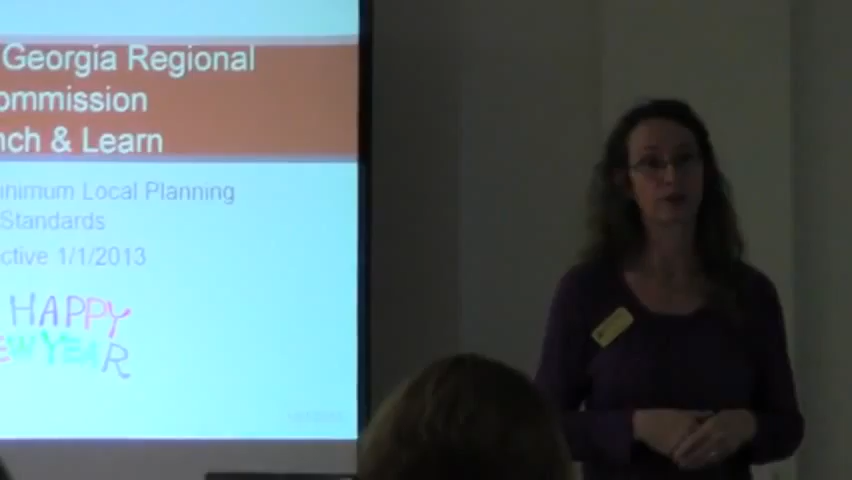 Georgia Regional
ommission
nch & Learn
inimum Local Planning
Standards
ctive 1/1/2013
HAPPY
EWYEAR